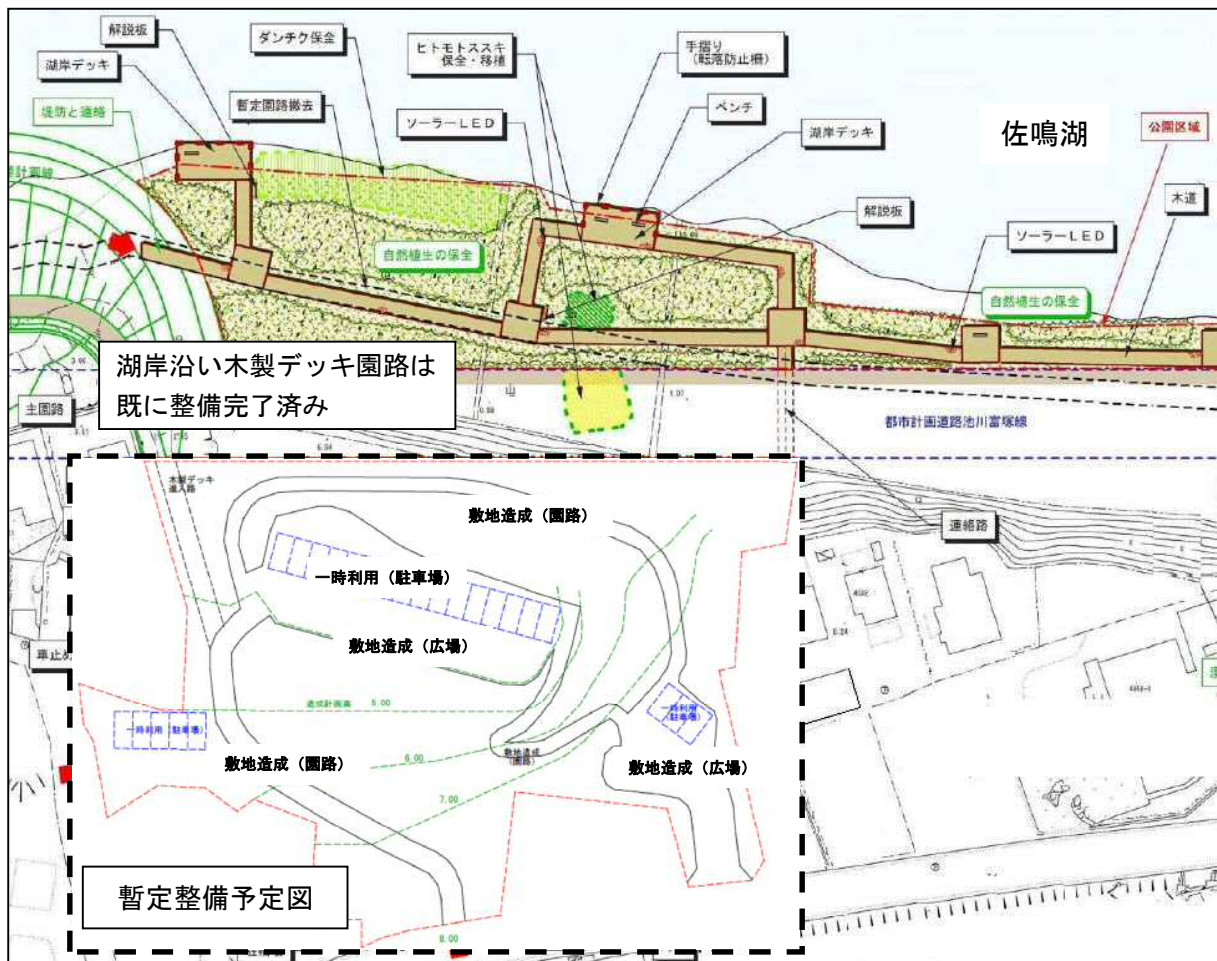 解説板
ダンチク保全
ヒトモトススキ
保全・移植
手摺り
(転落防止柵)
湖岸デッキ
堤防と連絡
暫定園路撤去
ソーラーLED
ベンチ
湖岸デッキ
佐鳴湖
公園区域
解説板
木道
ソーラーLED
自然植生の保全
自然植生の保全
湖岸沿い木製デッキ園路は
既に整備完了済み
主園路
都市計画道路池川富塚線
木製デッキ
進入路
敷地造成(園路)
連絡路
一時利用(駐車場)
敷地造成(広場)
車止め
造成計画高 5.00
一時利用(駐車場)
一時利用
(駐車場)
敷地造成(園路)
敷地造成
(園路)
敷地造成(広場)
6.00
7.00
暫定整備予定図
8.00